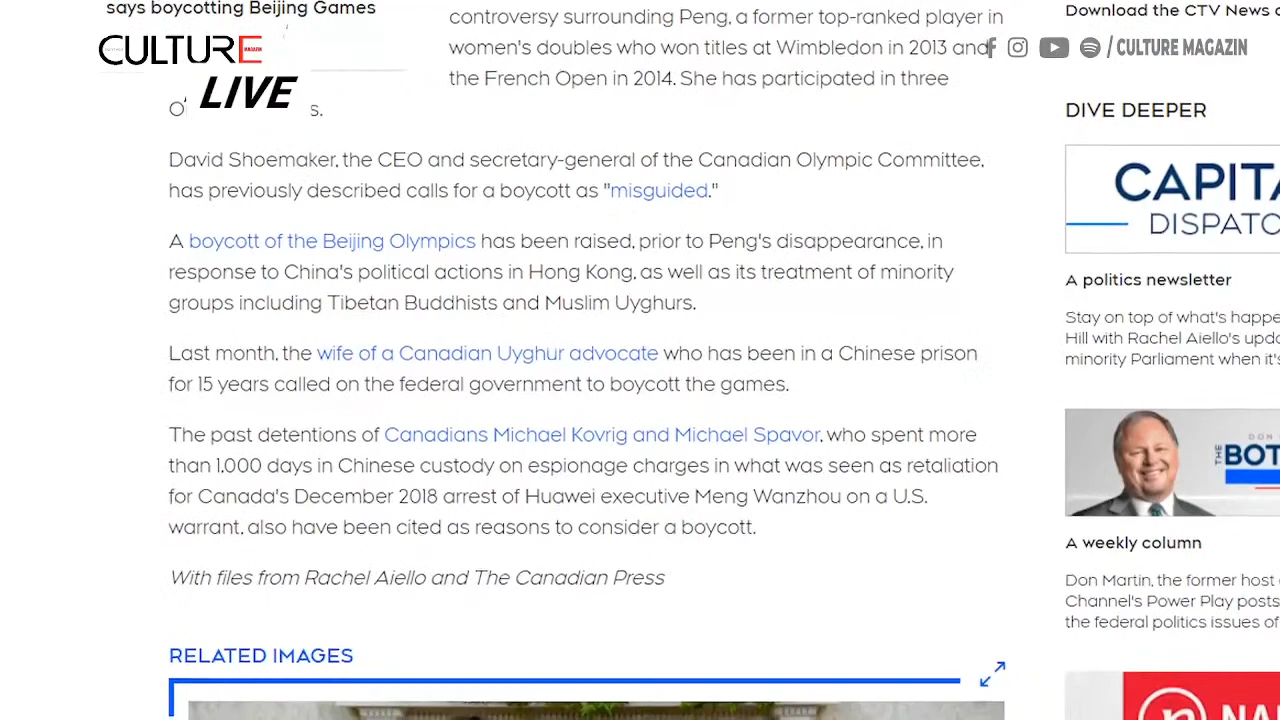 says boycotting Beijing Games
CULTURE
LIVE
controversy surrounding Peng, a former top-ranked player in
women's doubles who won titles at Wimbledon in 2013 and
the French Open in 2014. She has participated in three
s.
David Shoemaker, the CEO and secretary-general of the Canadian Olympic Committee,
has previously described calls for a boycott as "misguided."
A boycott of the Beijing Olympics has been raised, prior to Peng's disappearance, in
response to China's political actions in Hong Kong, as well as its treatment of minority
groups including Tibetan Buddhists and Muslim Uyghurs.
Last month, the wife of a Canadian Uyghur advocate who has been in a Chinese prison
for 15 years called on the federal government to boycott the games.
The past detentions of Canadians Michael Kovrig and Michael Spavor, who spent more
than 1,000 days in Chinese custody on espionage charges in what was seen as retaliation
for Canada's December 2018 arrest of Huawei executive Meng Wanzhou on a U.S.
warrant, also have been cited as reasons to consider a boycott.
With files from Rachel Aiello and The Canadian Press
RELATED IMAGES
Download the CTV News
/ CULTURE MAGAZIN
DIVE DEEPER
CAPITA
DISPATC
A politics newsletter
Stay on top of what's happe
Hill with Rachel Aiello's upda
minority Parliament when it's
DON
THE BOT
A weekly column
Don Martin, the former host
Channel's Power Play posts
the federal politics issues of
NA